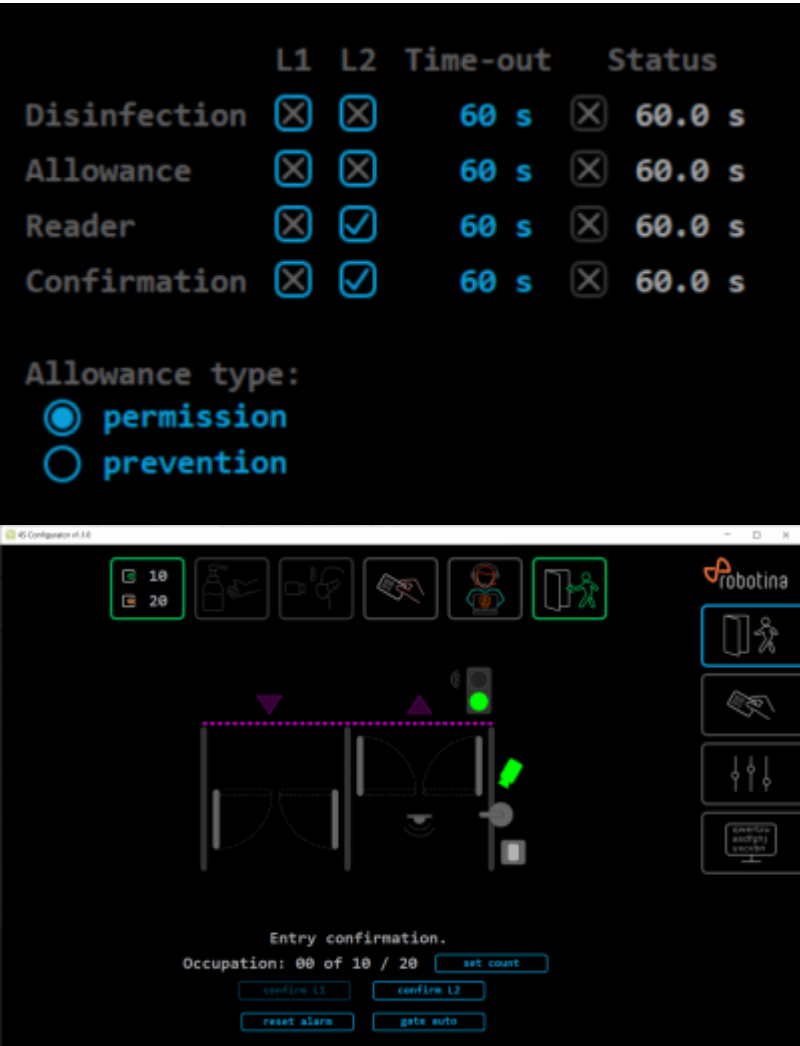 L1 L2 Time-out Status
Disinfection 60 s 60.0 s
Allowance 60 s 60.0 s
Reader 60 s 60.0 s
Confirmation 60 s 60.0 s
Allowance type:
permission
prevention
4S Configurator
10
20
robotina
Entry confirmation.
Occupation: 00 of 10 / 20 set count
confirm L1 confirm L2
reset alarm gate auto